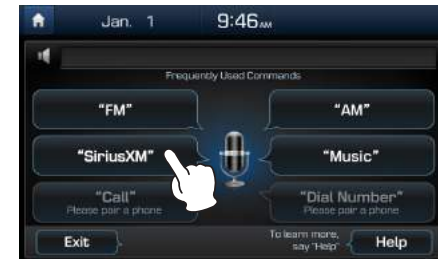 Jan. 1 9:46AM
Frequently Used Commands
"FM" "AM"
"SiriusXM" "Music"
"Call" "Dial Number"
Please pair a phone Please pair a phone
Exit To learn more, say "Help" Help